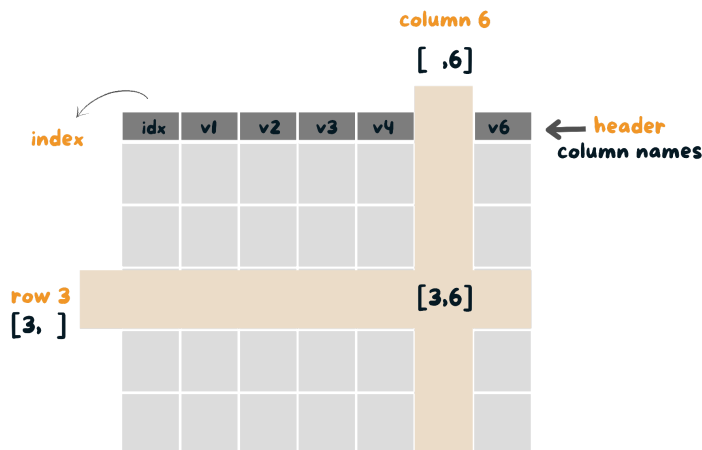 column 6
[ ,6]
idx v1 v2 v3 v4 v6
header
column names
index
row 3
[3, ]
[3,6]